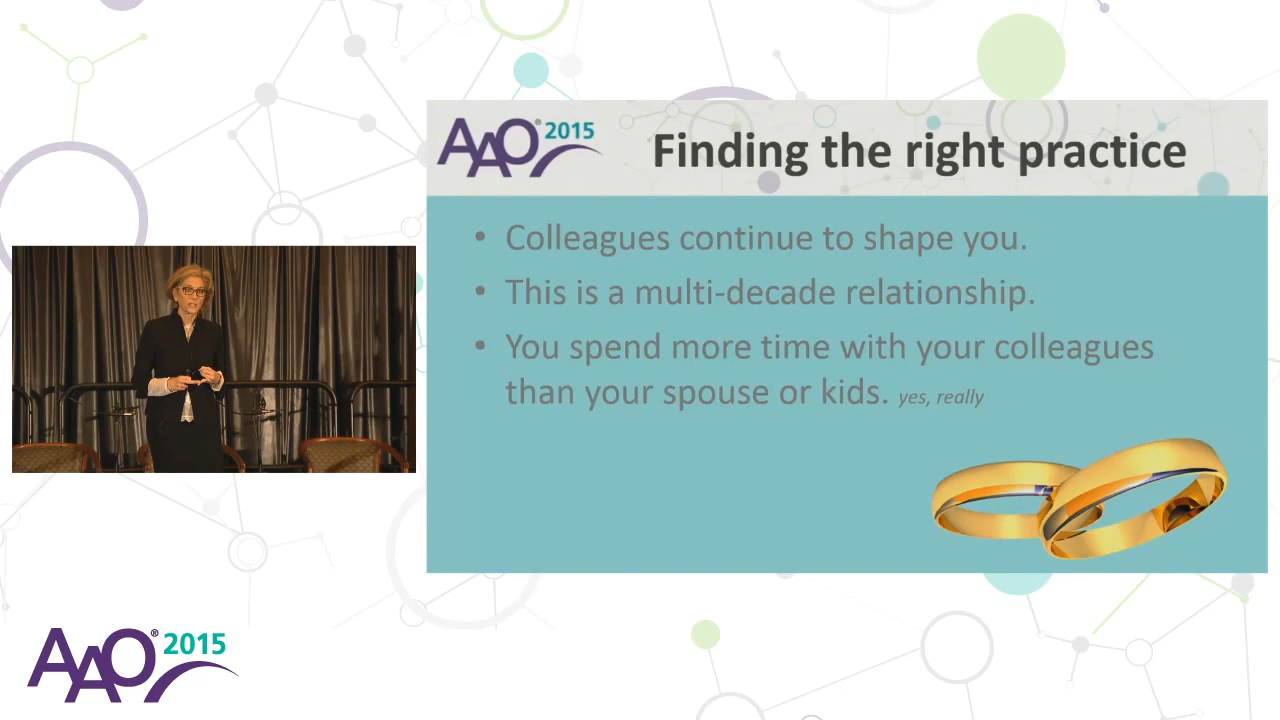 AAO® 2015
Finding the right practice
• Colleagues continue to shape you.
• This is a multi-decade relationship.
• You spend more time with your colleagues
than your spouse or kids. yes, really
AAO® 2015